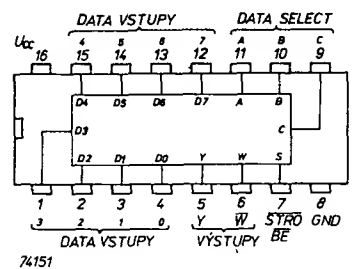 DATA VSTUPY DATA SELECT
Ucc 4 5 6 7 A B C
16 15 14 13 12 11 10 9
D4 D5 D6 D7 A B
D3 C
D2 D1 D0 Y W S
1 2 3 4 5 6 7 8
3 2 1 0 Y W STRO GND
BE
DATA VSTUPY VÝSTUPY
74151